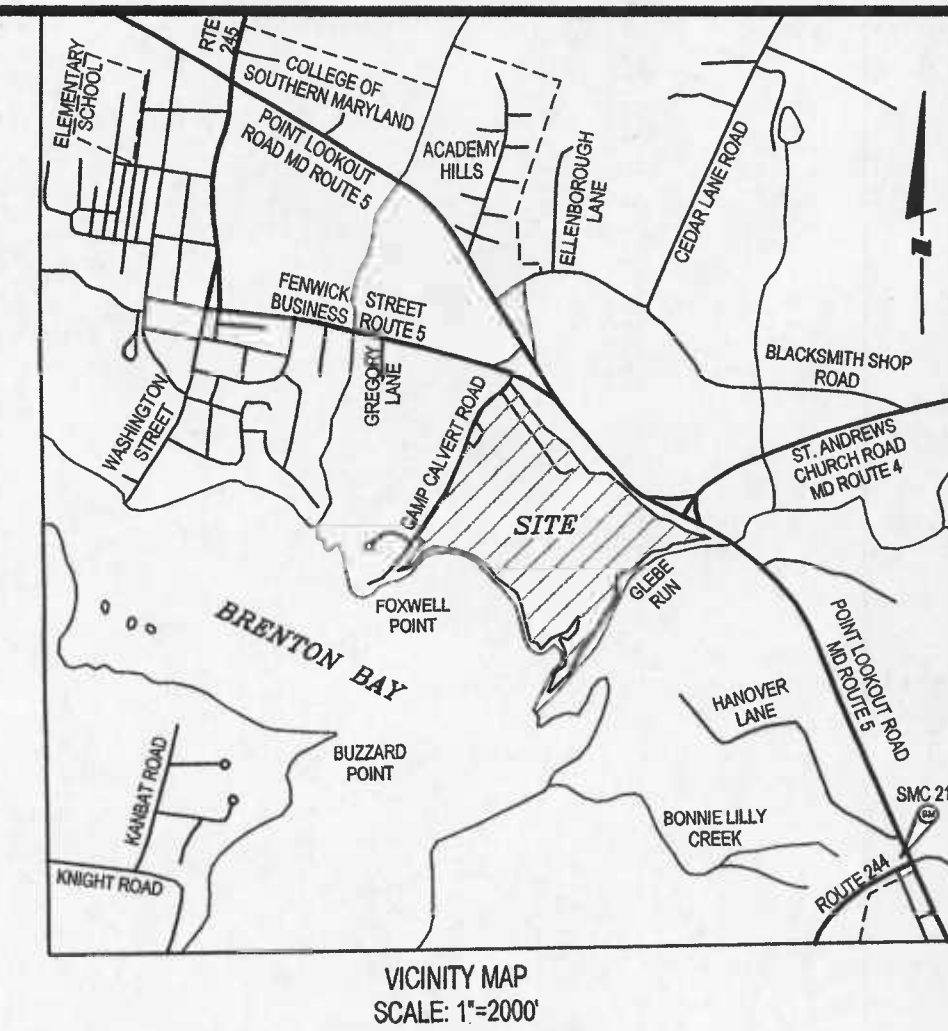 RTE
245
ELEMENTARY
SCHOOL
COLLEGE OF
SOUTHERN MARYLAND
POINT LOOKOUT
ROAD MD ROUTE 5
ACADEMY
HILLS
ELLENBOROUGH
LANE
CEDAR LANE ROAD
N
FENWICK STREET
BUSINESS ROUTE 5
GREGORY
LANE
BLACKSMITH SHOP
ROAD
WASHINGTON
STREET
CAMP CALVERT ROAD
ST. ANDREWS
CHURCH ROAD
MD ROUTE 4
SITE
GLEBE
RUN
FOXWELL
POINT
BRENTON BAY
POINT LOOKOUT ROAD
MD ROUTE 5
HANOVER
LANE
BUZZARD
POINT
KANBAT ROAD
SMC 21
BM
BONNIE LILLY
CREEK
KNIGHT ROAD
ROUTE 244
VICINITY MAP
SCALE: 1"=2000'